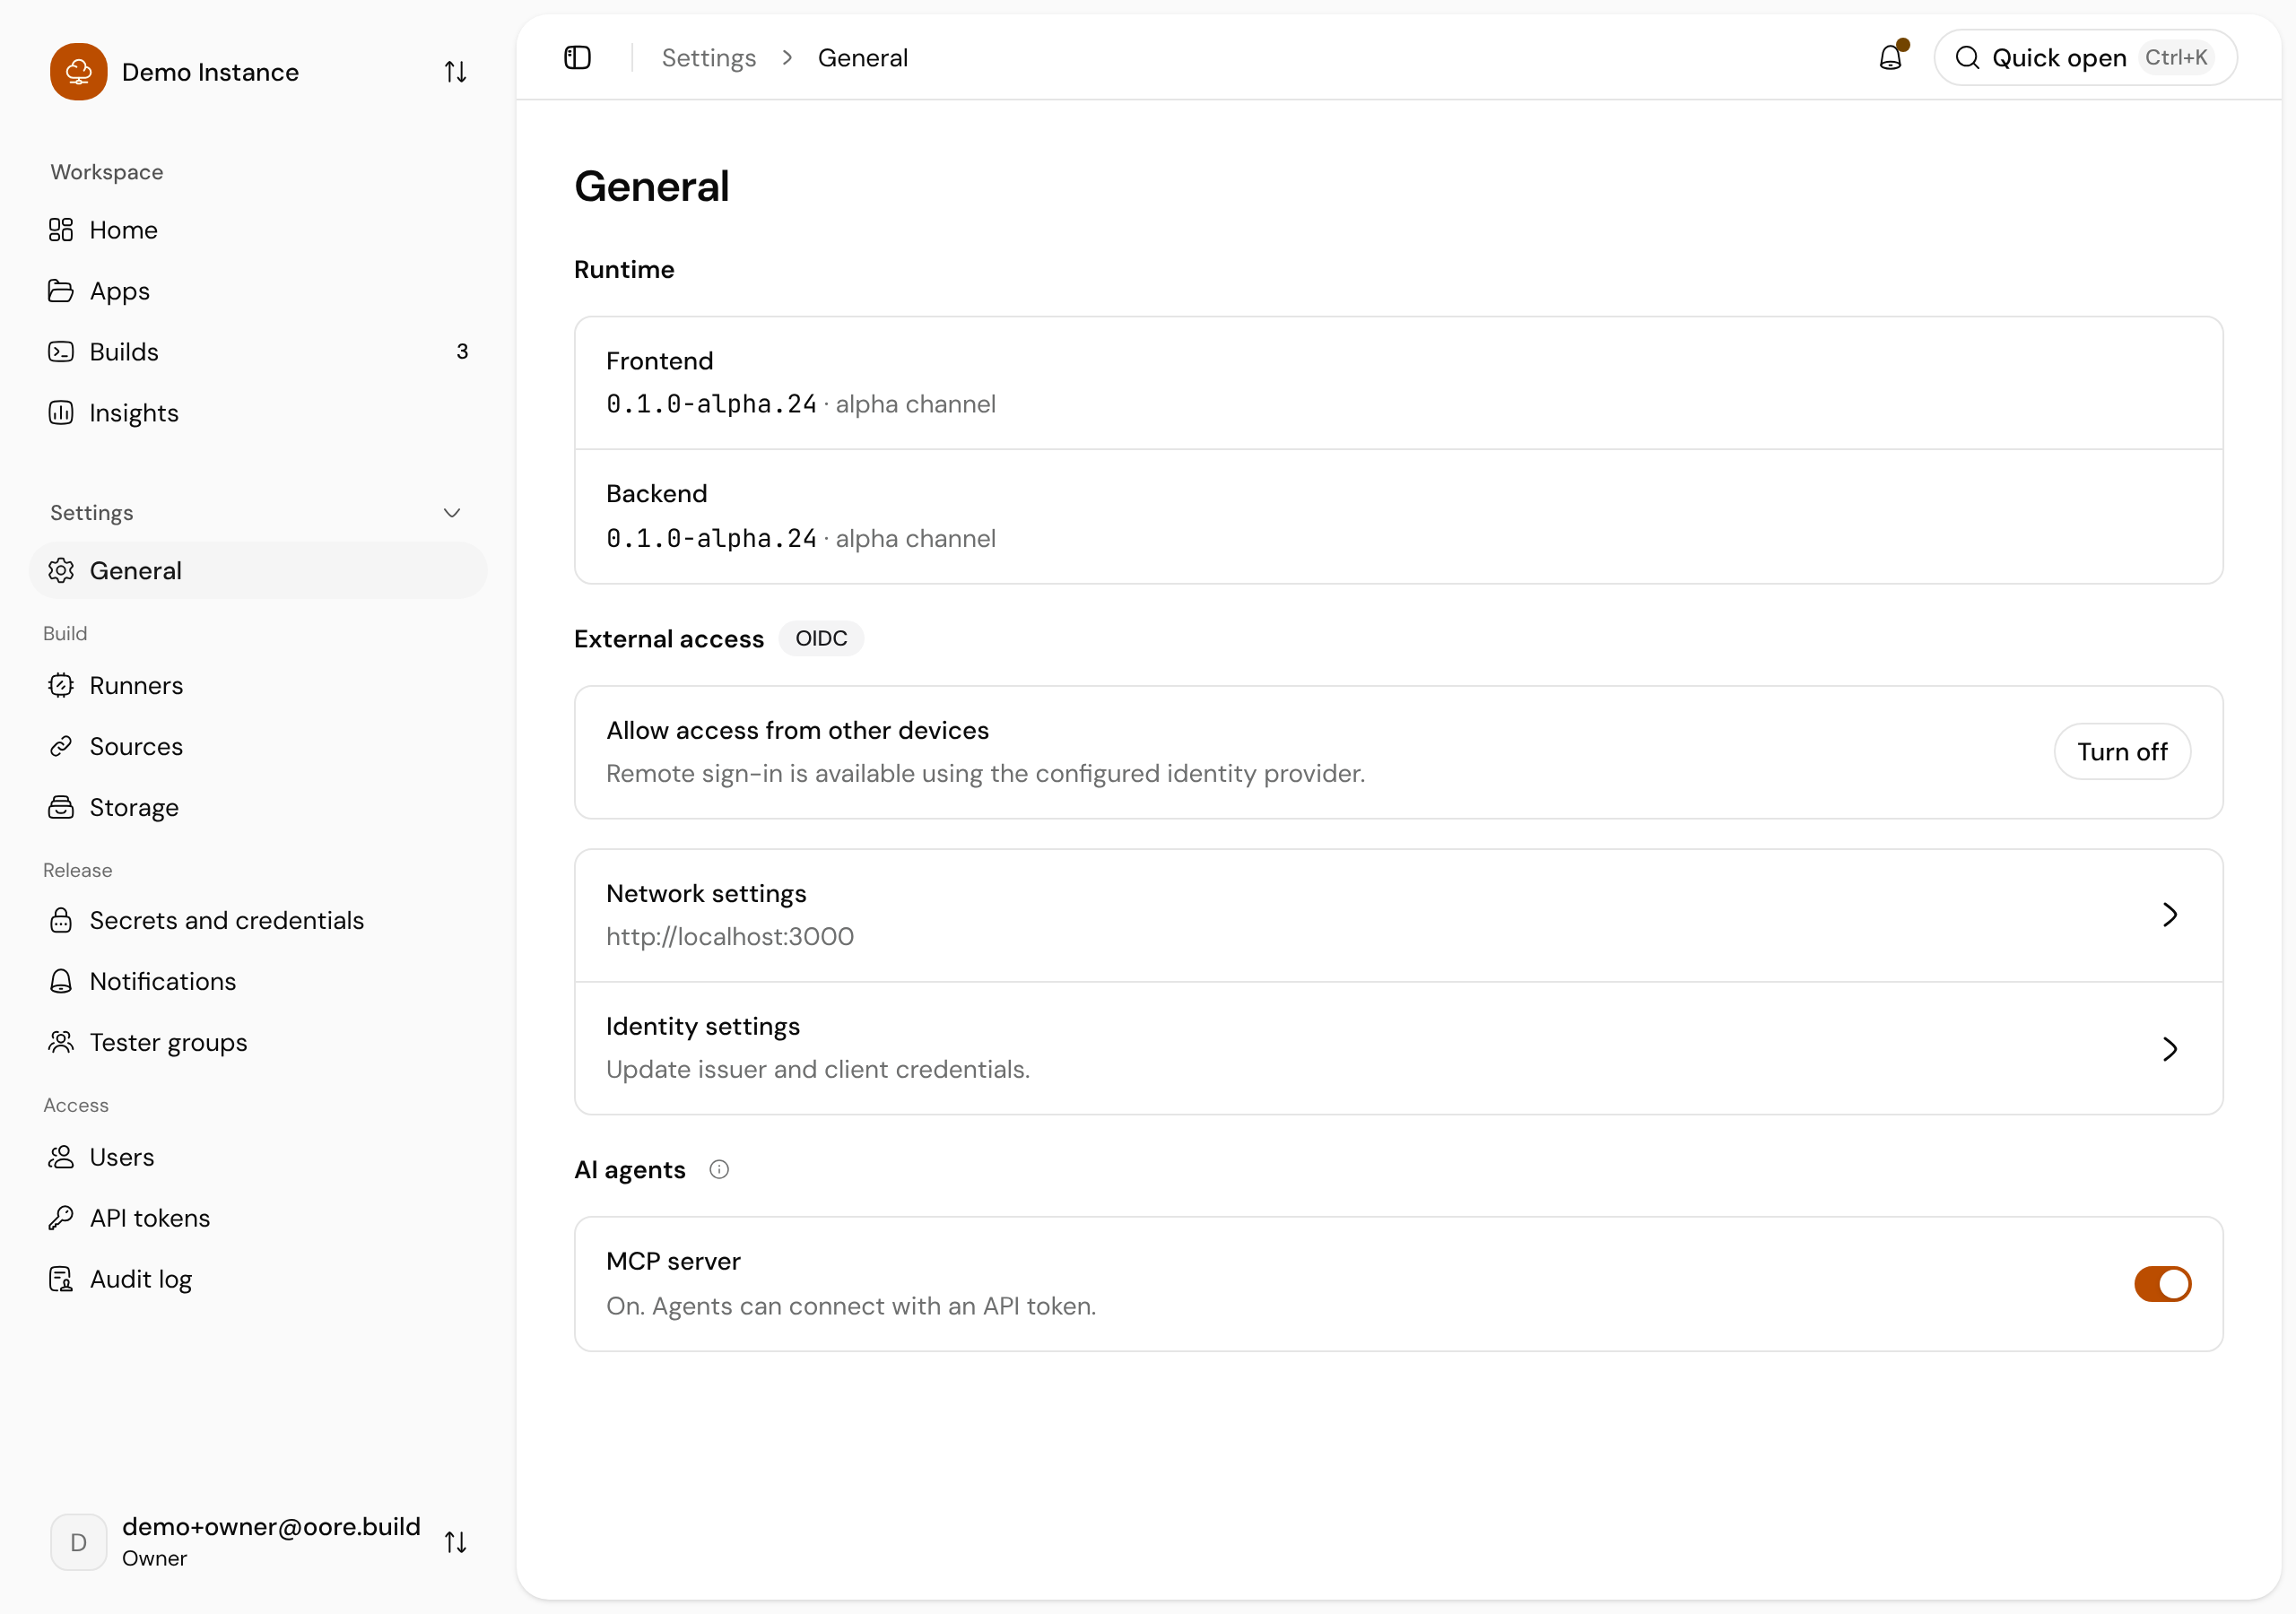 Demo Instance
Workspace
Home
Apps
Builds 3
Insights
Settings
General
Build
Runners
Sources
Storage
Release
Secrets and credentials
Notifications
Tester groups
Access
Users
API tokens
Audit log
D
demo+owner@oore.build
Owner
Settings > General
Quick open Ctrl+K
General
Runtime
Frontend
0.1.0-alpha.24 · alpha channel
Backend
0.1.0-alpha.24 · alpha channel
External access OIDC
Allow access from other devices
Remote sign-in is available using the configured identity provider.
Turn off
Network settings
http://localhost:3000
Identity settings
Update issuer and client credentials.
AI agents
MCP server
On. Agents can connect with an API token.